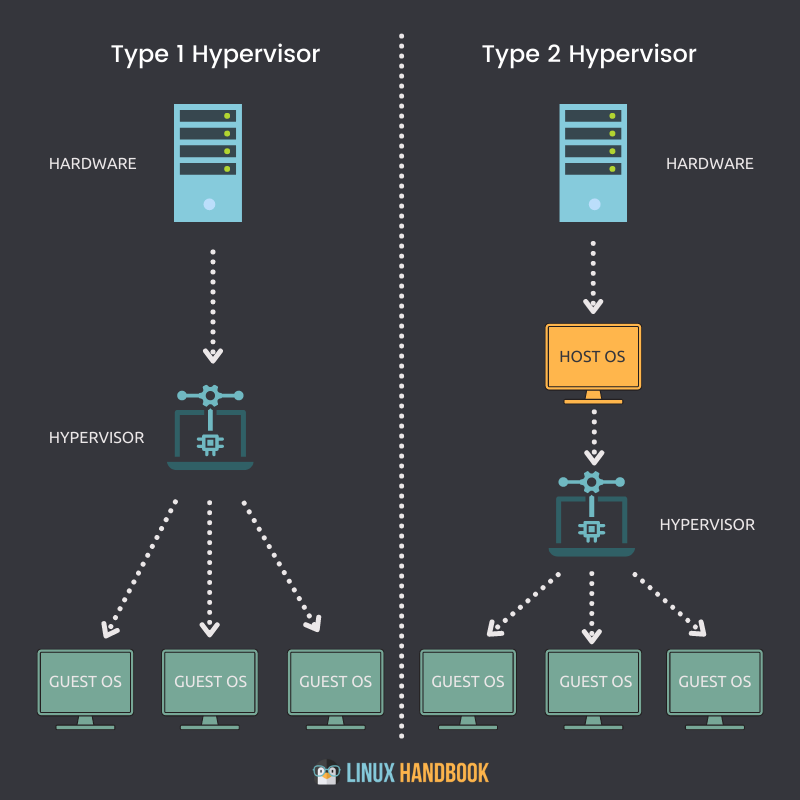 Type 1 Hypervisor
HARDWARE
HYPERVISOR
GUEST OS
GUEST OS
GUEST OS
Type 2 Hypervisor
HARDWARE
HOST OS
HYPERVISOR
GUEST OS
GUEST OS
GUEST OS
LINUX HANDBOOK